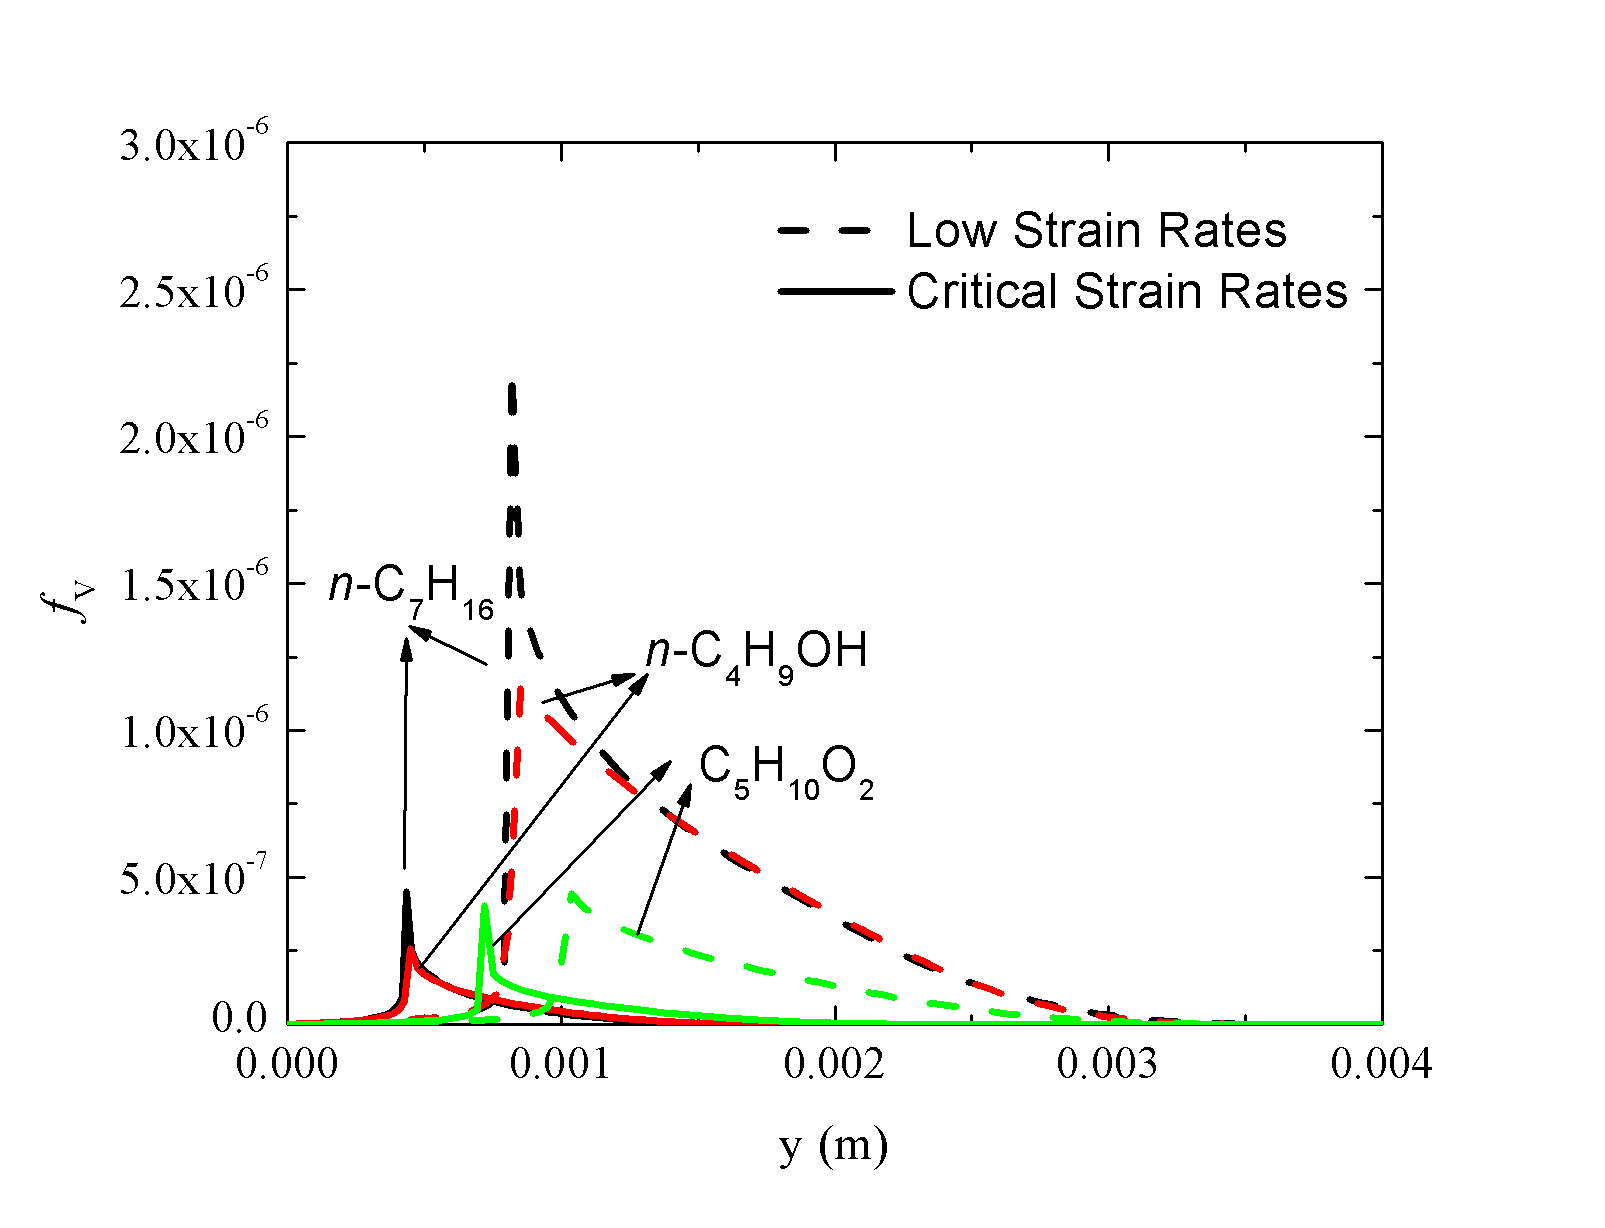 3.0x10⁻⁶
Low Strain Rates
2.5x10⁻⁶
Critical Strain Rates
2.0x10⁻⁶
1.5x10⁻⁶
n-C₇H₁₆
fᵥ
n-C₄H₉OH
1.0x10⁻⁶
C₅H₁₀O₂
5.0x10⁻⁷
0.0
0.000 0.001 0.002 0.003 0.004
y (m)